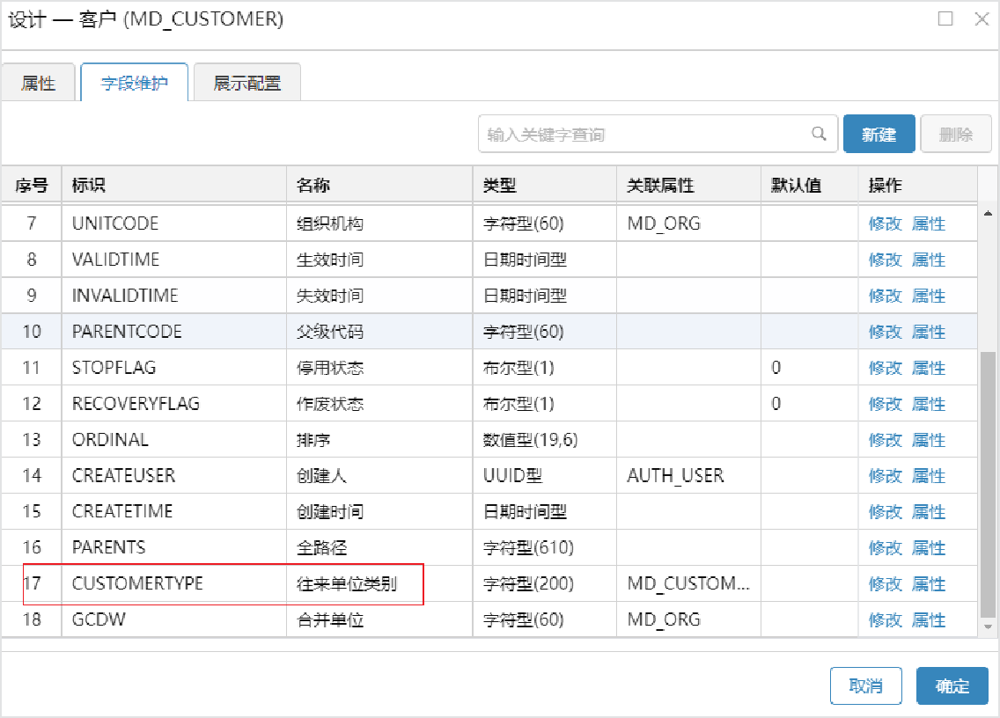 设计 — 客户 (MD_CUSTOMER)
属性 字段维护 展示配置
输入关键字查询 新建 删除
序号 标识 名称 类型 关联属性 默认值 操作
7 UNITCODE 组织机构 字符型(60) MD_ORG 修改 属性
8 VALIDTIME 生效时间 日期时间型 修改 属性
9 INVALIDTIME 失效时间 日期时间型 修改 属性
10 PARENTCODE 父级代码 字符型(60) 修改 属性
11 STOPFLAG 停用状态 布尔型(1) 0 修改 属性
12 RECOVERYFLAG 作废状态 布尔型(1) 0 修改 属性
13 ORDINAL 排序 数值型(19,6) 修改 属性
14 CREATEUSER 创建人 UUID型 AUTH_USER 修改 属性
15 CREATETIME 创建时间 日期时间型 修改 属性
16 PARENTS 全路径 字符型(610) 修改 属性
17 CUSTOMERTYPE 往来单位类别 字符型(200) MD_CUSTOM... 修改 属性
18 GCDW 合并单位 字符型(60) MD_ORG 修改 属性
取消 确定